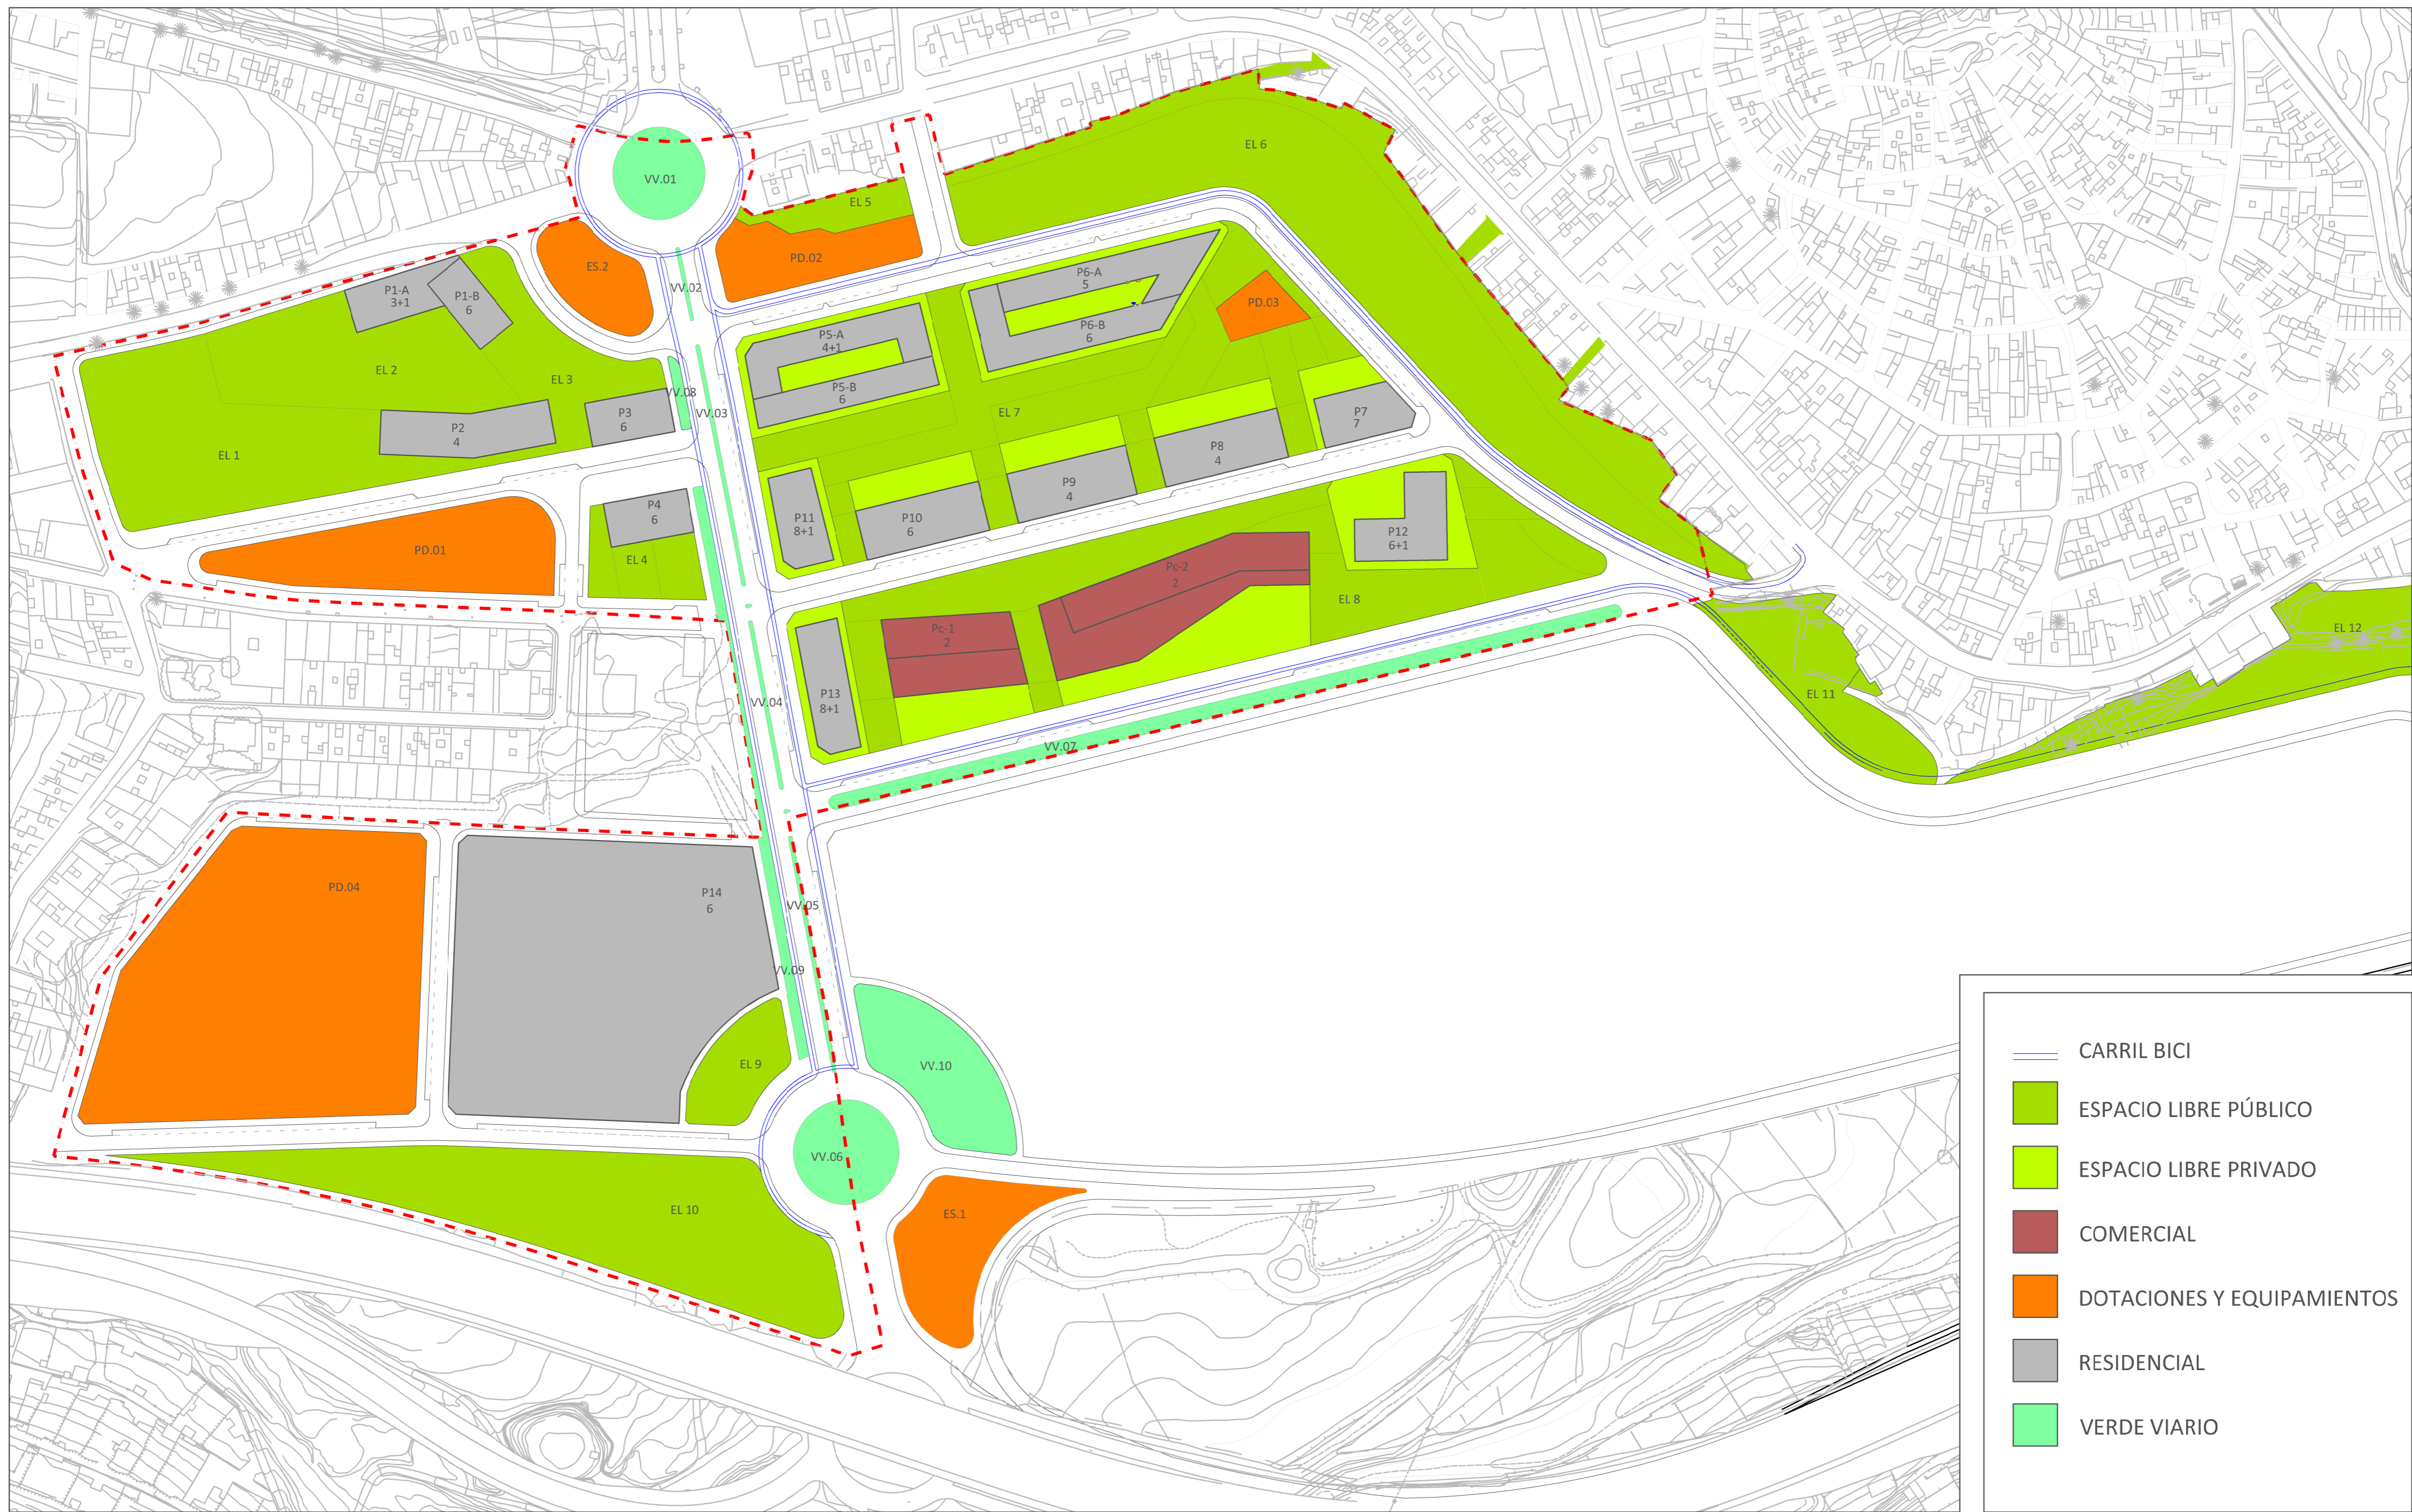 EL 6
VV.01
EL 5
PD.02
ES.2
VV.02
P6-A
5
P6-B
6
PD.03
P1-A
3+1
P1-B
6
P5-A
4+1
P5-B
6
EL 2
EL 3
VV.08
VV.03
EL 7
P3
6
P7
7
P2
4
P8
4
EL 1
P9
4
P4
6
P11
8+1
P10
6
P12
6+1
PD.01
EL 4
Pc-2
2
EL 8
Pc-1
2
EL 12
P13
8+1
VV.04
EL 11
VV.07
PD.04
P14
6
VV.05
VV.09
EL 9
VV.10
VV.06
EL 10
ES.1
CARRIL BICI
ESPACIO LIBRE PÚBLICO
ESPACIO LIBRE PRIVADO
COMERCIAL
DOTACIONES Y EQUIPAMIENTOS
RESIDENCIAL
VERDE VIARIO